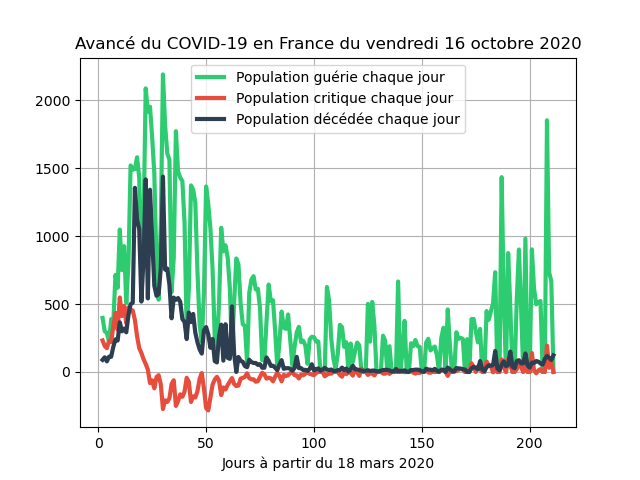 Avancé du COVID-19 en France du vendredi 16 octobre 2020
Population guérie chaque jour
Population critique chaque jour
Population décédée chaque jour
2000
1500
1000
500
0
0 50 100 150 200
Jours à partir du 18 mars 2020